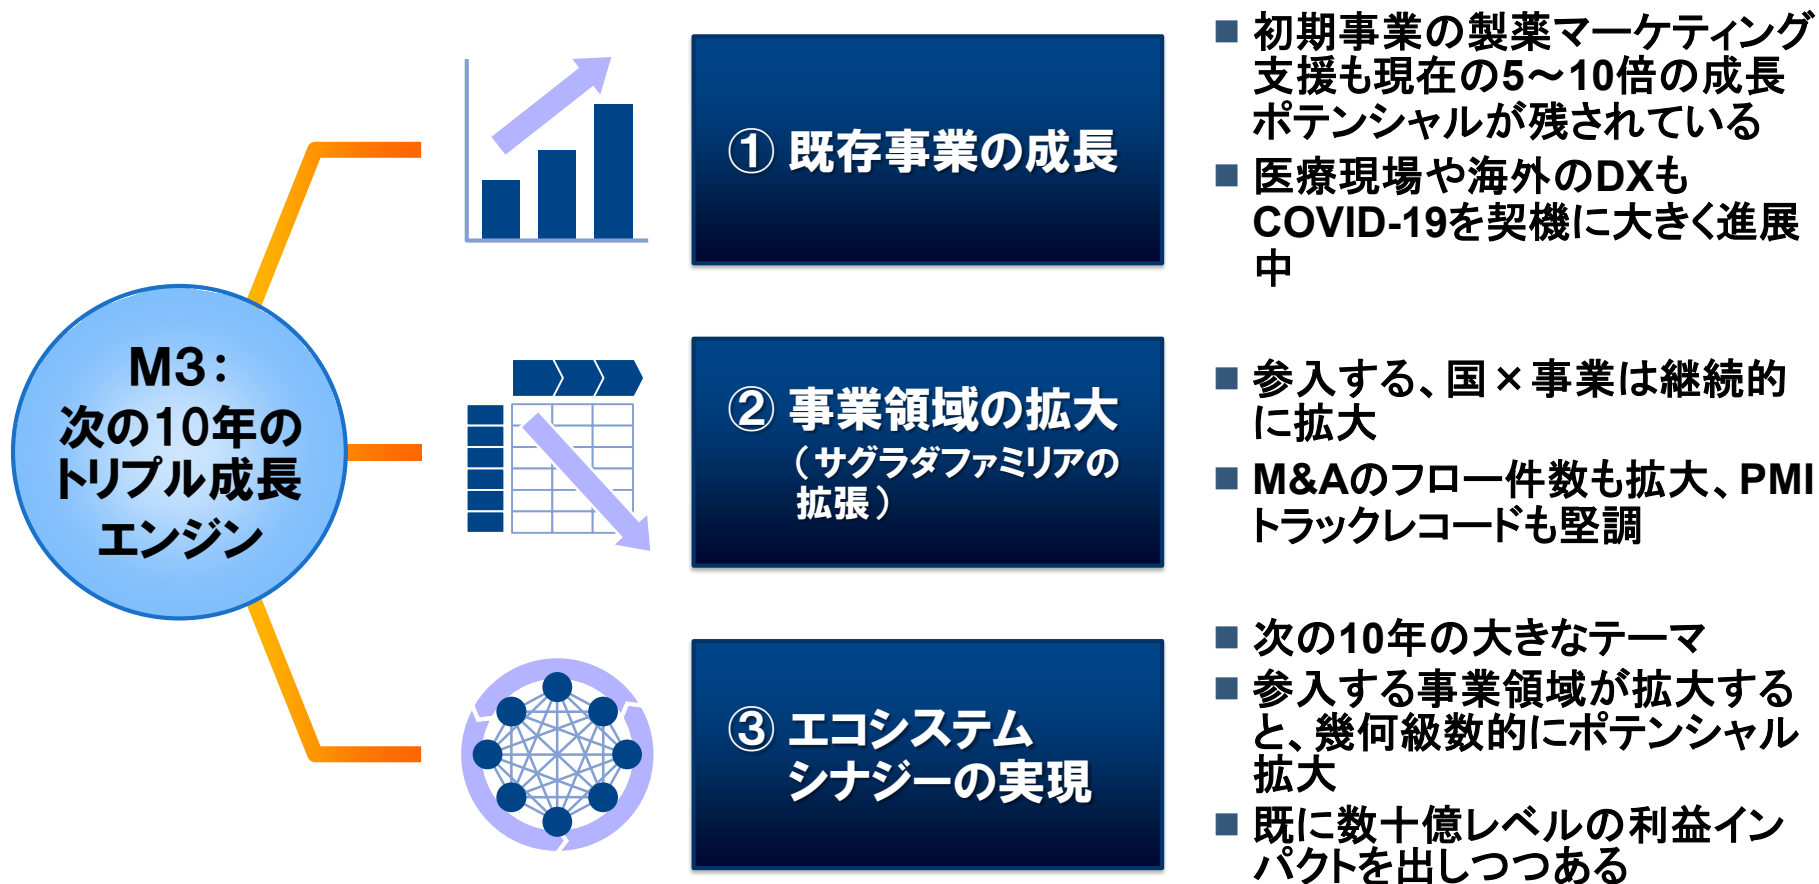 M3：
次の10年の
トリプル成長
エンジン
① 既存事業の成長
初期事業の製薬マーケティング
支援も現在の5～10倍の成長
ポテンシャルが残されている
医療現場や海外のDXも
COVID-19を契機に大きく進展
中
② 事業領域の拡大
（サグラダファミリアの
拡張）
参入する、国×事業は継続的
に拡大
M&Aのフロー件数も拡大、PMI
トラックレコードも堅調
③ エコシステム
シナジーの実現
次の10年の大きなテーマ
参入する事業領域が拡大する
と、幾何級数的にポテンシャル
拡大
既に数十億レベルの利益イン
パクトを出しつつある